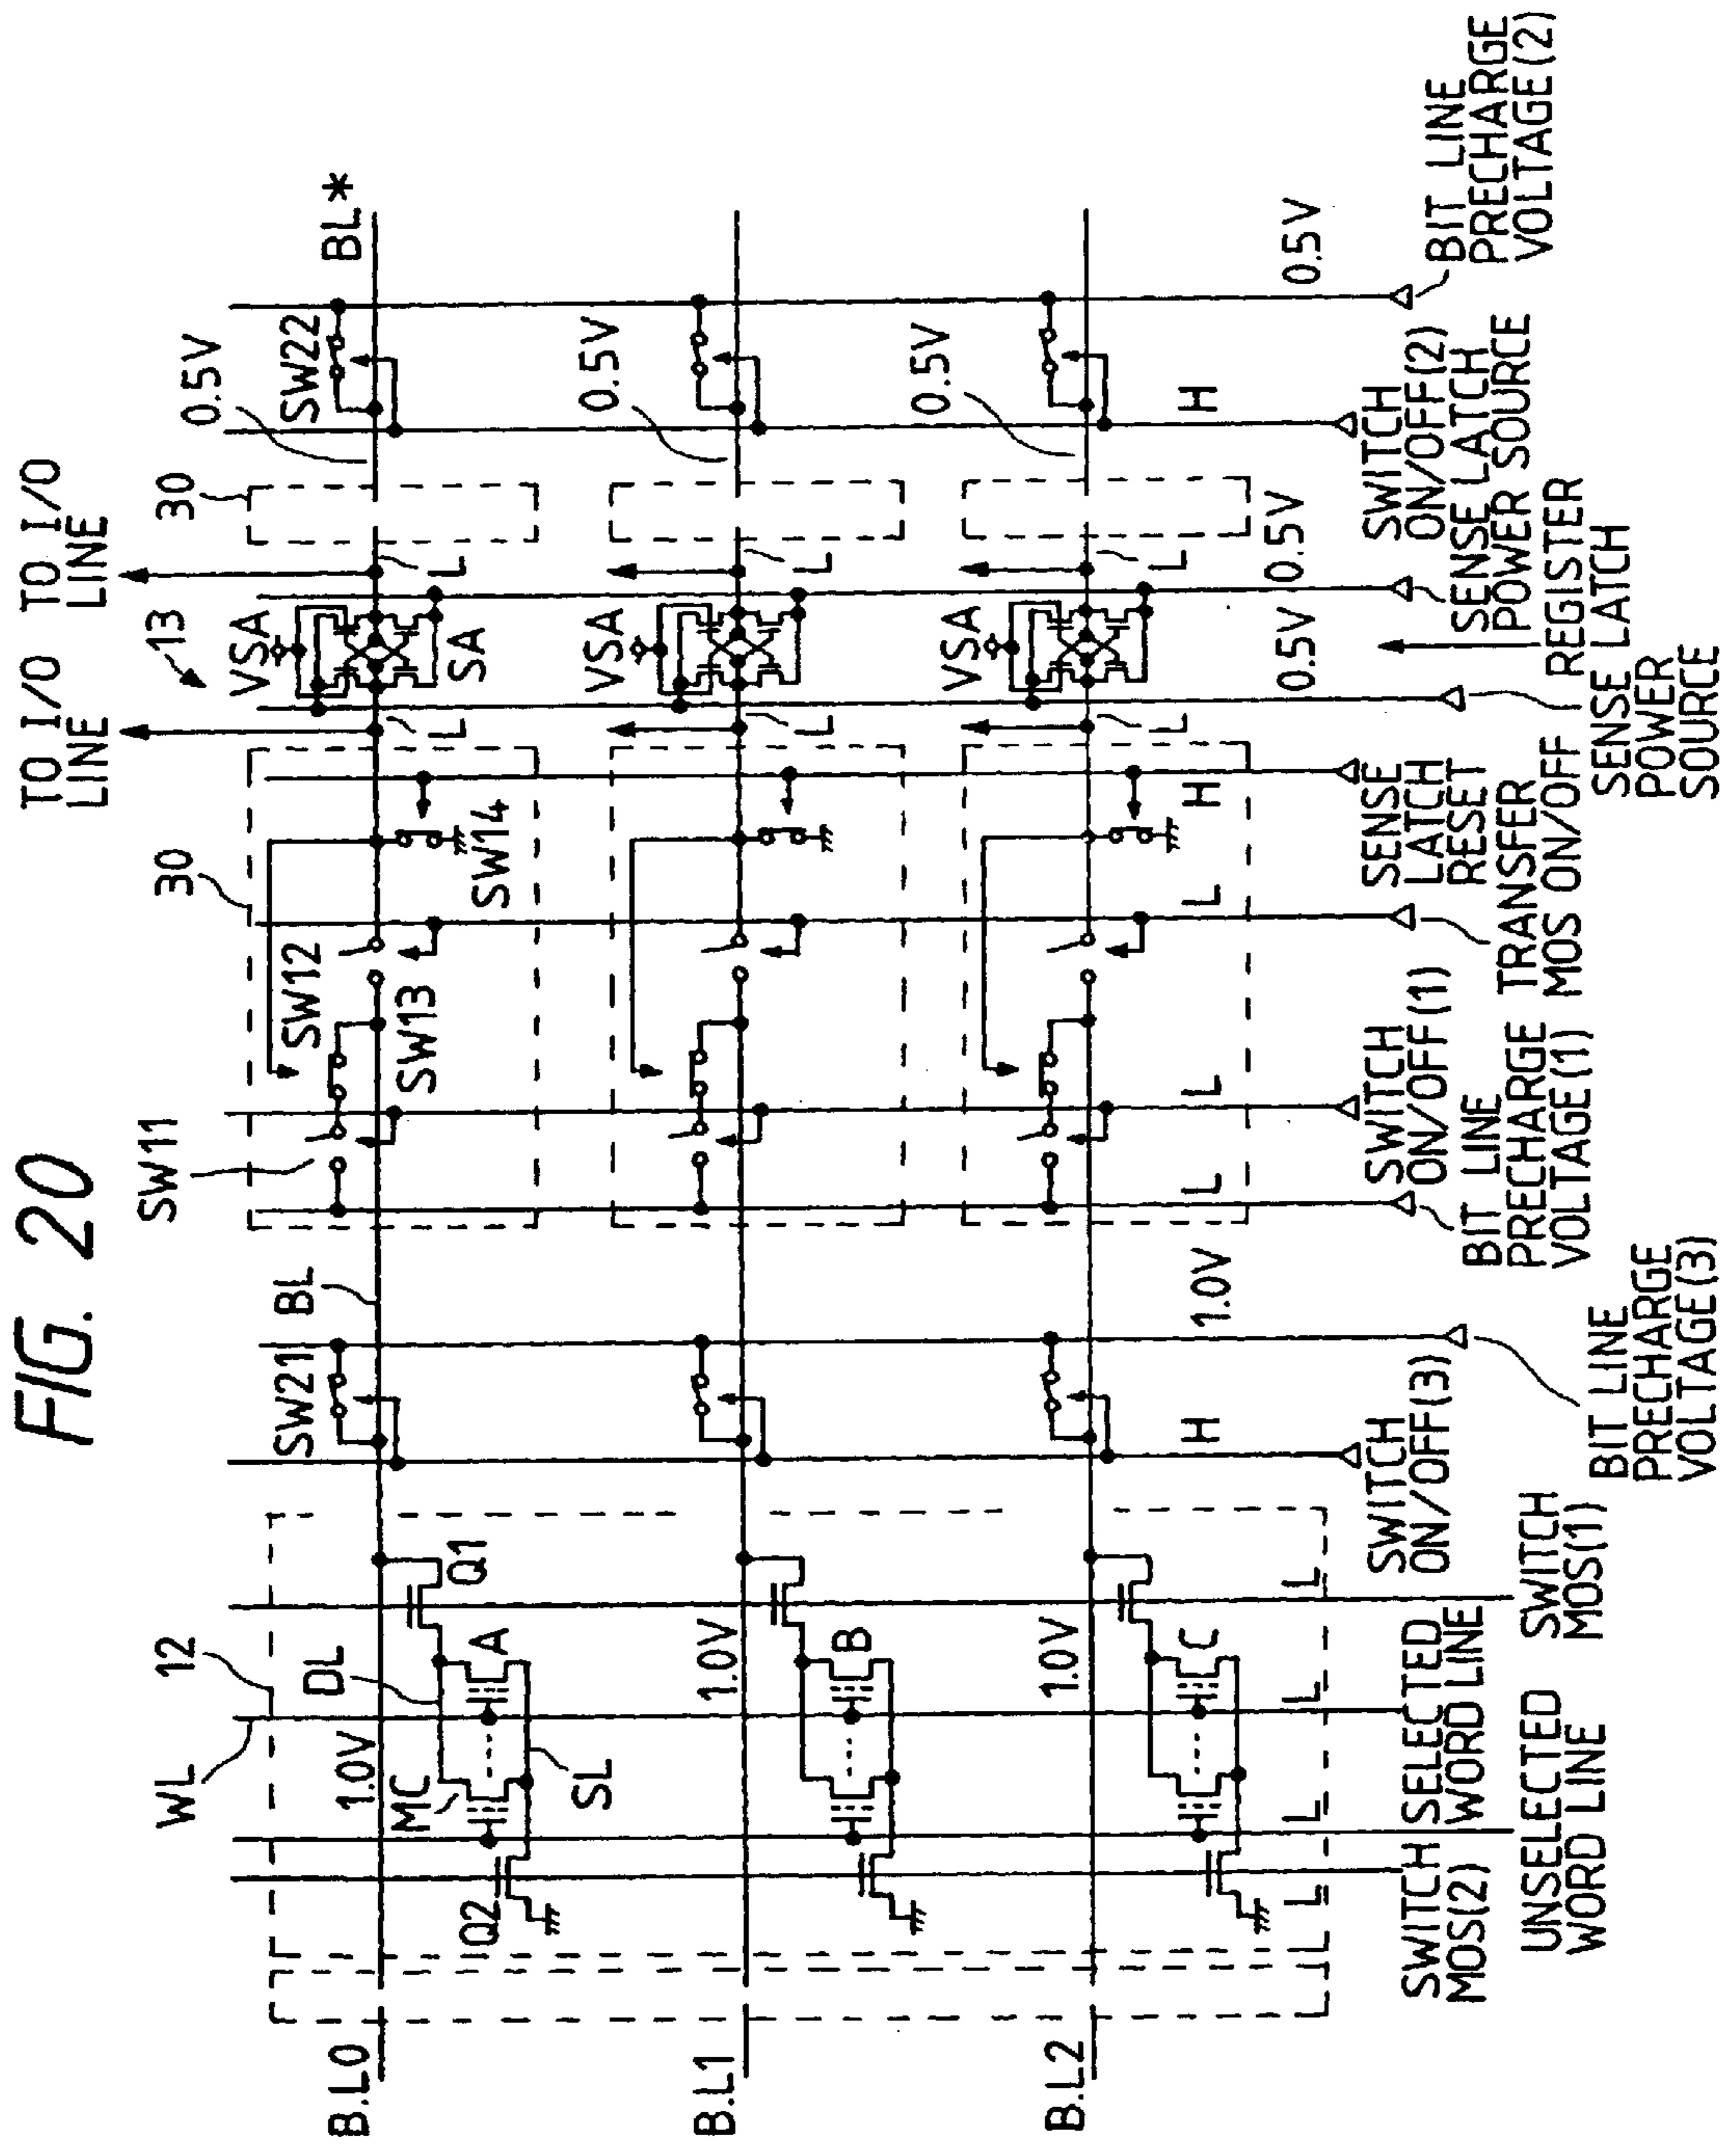 FIG. 20
TO I/O
LINE
TO I/O
LINE
13
WL
12
SW11
30
30
0.5V
B.L0
1.0V
DL
MC
A
Q1
Q2
SL
SW21
BL
SW12
SW13
SW14
L
VSA
SA
L
SW22
BL*
B.L1
1.0V
B
L
VSA
L
0.5V
B.L2
1.0V
C
L
VSA
L
0.5V
L
L
L
L
H
1.0V
L
L
L
H
0.5V
0.5V
H
0.5V
SWITCH
MOS(2)
SELECTED
WORD LINE
UNSELECTED
WORD LINE
SWITCH
MOS(1)
SWITCH
ON/OFF(3)
BIT LINE
PRECHARGE
VOLTAGE(3)
BIT LINE
PRECHARGE
VOLTAGE(1)
SWITCH
ON/OFF(1)
TRANSFER
MOS ON/OFF
SENSE
LATCH
RESET
SENSE LATCH
POWER
SOURCE
REGISTER
SENSE LATCH
POWER SOURCE
SWITCH
ON/OFF(2)
BIT LINE
PRECHARGE
VOLTAGE(2)